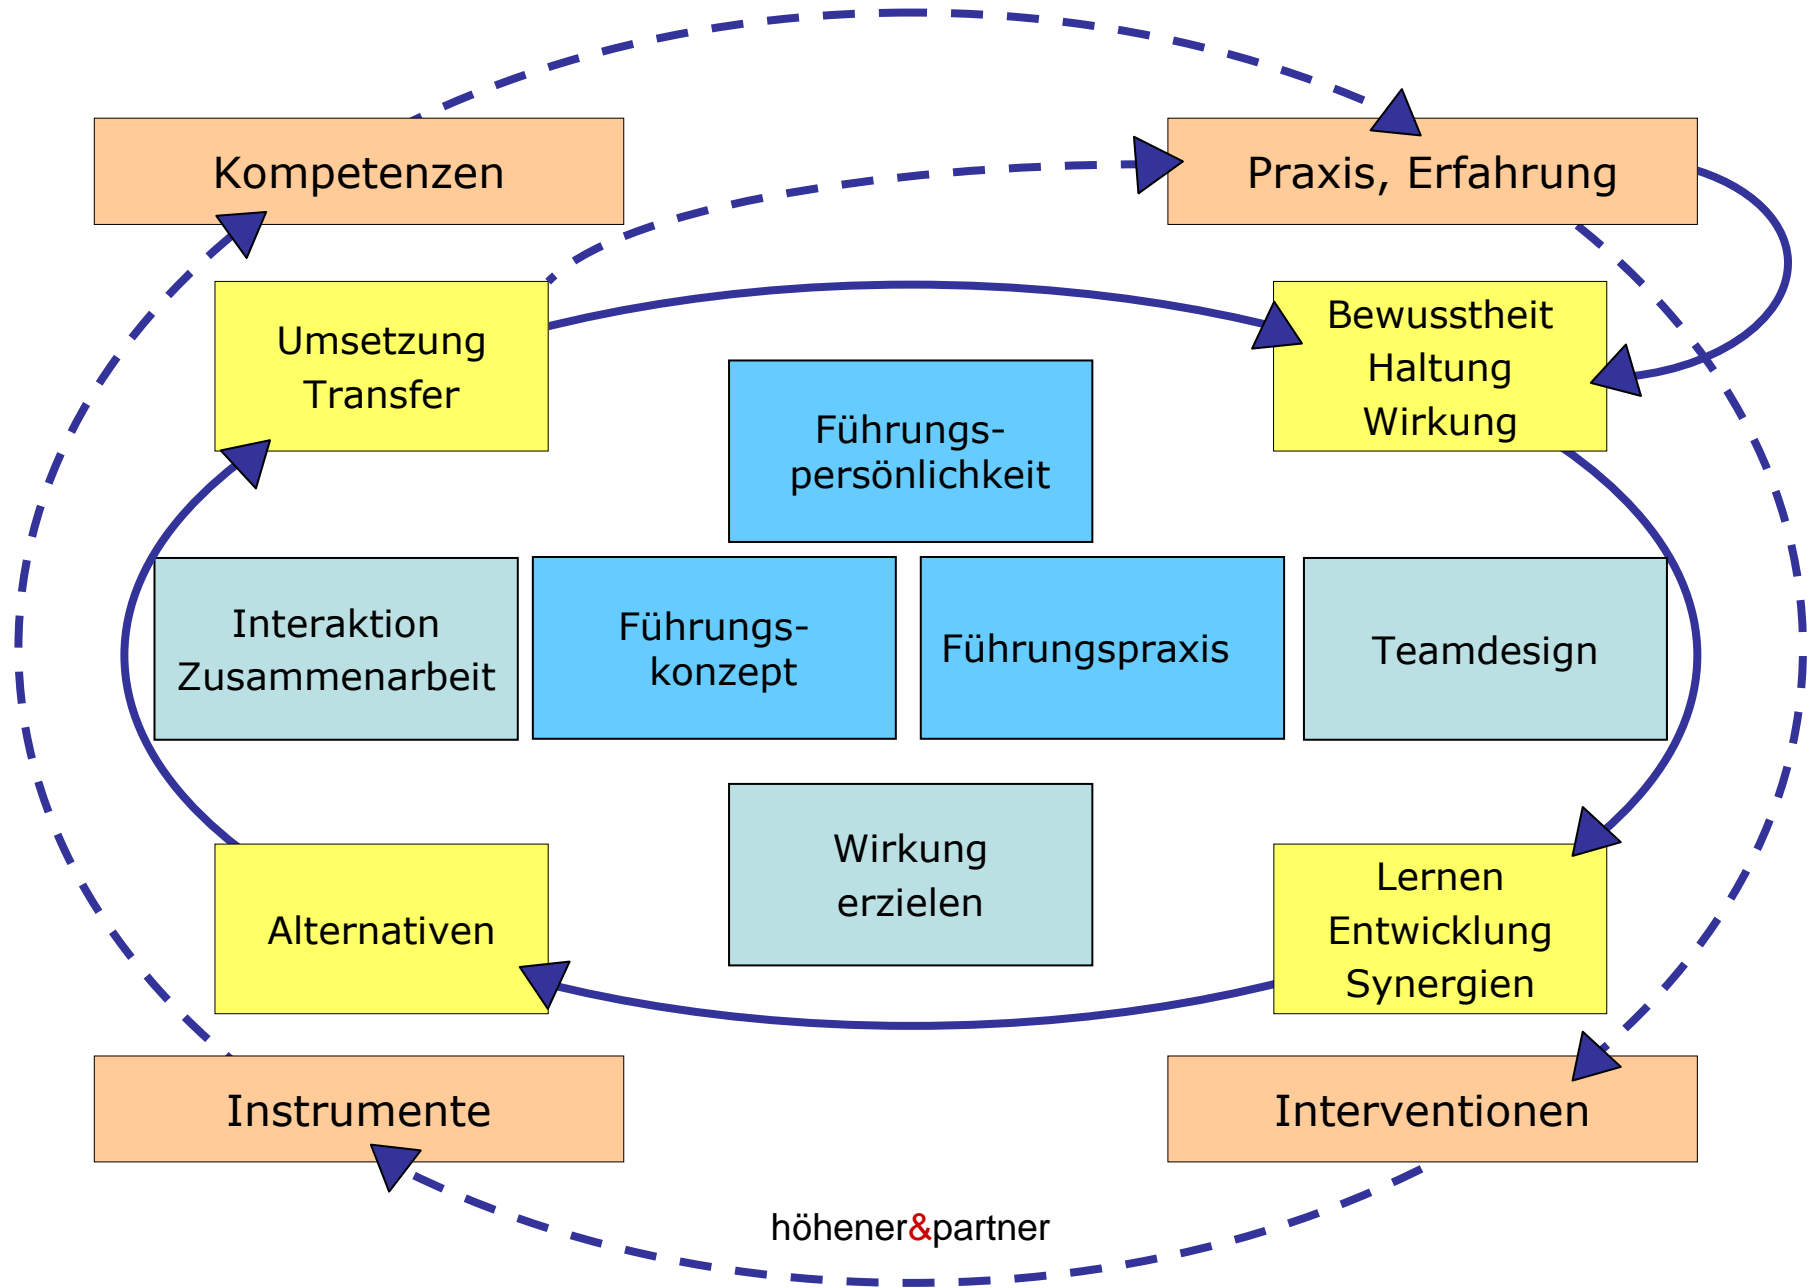 Kompetenzen
Praxis, Erfahrung
Umsetzung
Transfer
Bewusstheit
Haltung
Wirkung
Führungs-
persönlichkeit
Interaktion
Zusammenarbeit
Führungs-
konzept
Führungspraxis
Teamdesign
Wirkung
erzielen
Alternativen
Lernen
Entwicklung
Synergien
Instrumente
Interventionen
höhener&partner